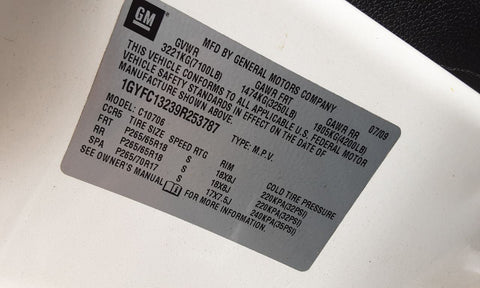 GM
MFD BY GENERAL MOTORS COMPANY
07/09
GVWR GAWR FRT GAWR RR
3221KG(7100LB) 1474KG(3250LB) 1905KG(4200LB)
THIS VEHICLE CONFORMS TO ALL APPLICABLE U.S. FEDERAL MOTOR
VEHICLE SAFETY STANDARDS IN EFFECT ON THE DATE OF
MANUFACTURE SHOWN ABOVE.
1GYFC13239R253787 TYPE: M.P.V.
MODEL: C10706
CCR5 TIRE SIZE SPEED RTG RIM COLD TIRE PRESSURE
FRT P265/65R18 S 18X8J 220KPA(32PSI)
RR P265/65R18 S 18X8J 220KPA(32PSI)
SPA P265/70R17 S 17X7.5J 240KPA(35PSI)
SEE OWNER'S MANUAL FOR MORE INFORMATION.